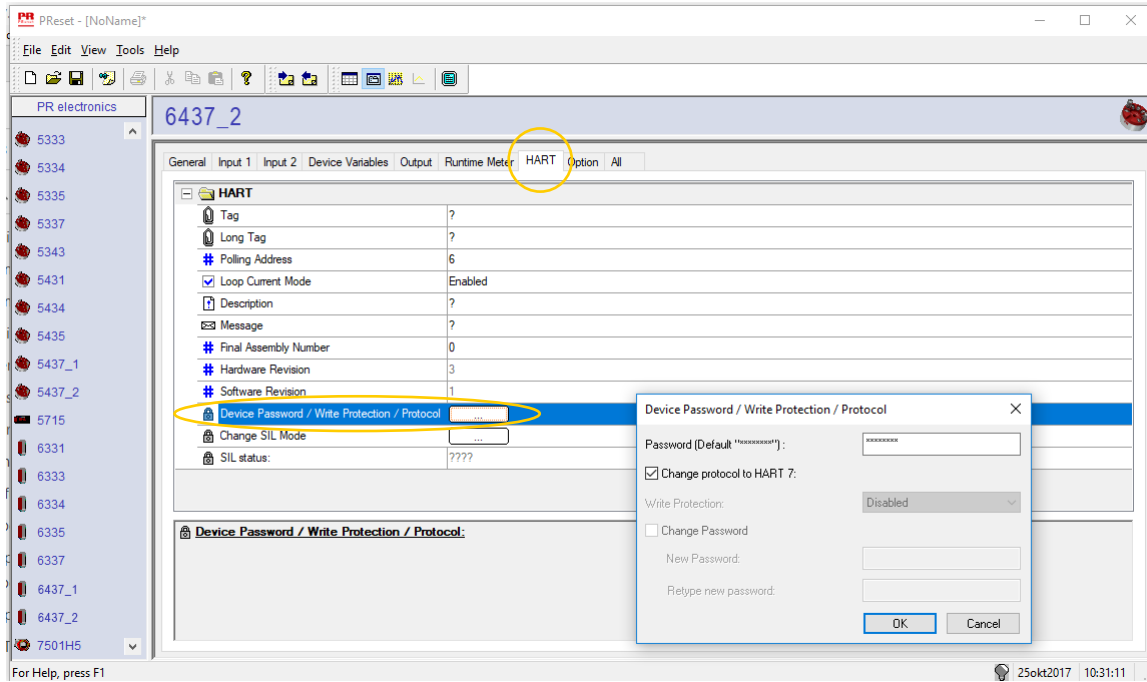 PR PReset - [NoName]*
File Edit View Tools Help
PR electronics
5333
5334
5335
5337
5343
5431
5434
5435
5437_1
5437_2
5715
6331
6333
6334
6335
6337
6437_1
6437_2
7501H5
6437_2
General Input 1 Input 2 Device Variables Output Runtime Meter HART Option All
HART
Tag ?
Long Tag ?
# Polling Address 6
Loop Current Mode Enabled
Description ?
Message ?
# Final Assembly Number 0
# Hardware Revision 3
# Software Revision 1
Device Password / Write Protection / Protocol ...
Change SIL Mode ...
SIL status: ????
Device Password / Write Protection / Protocol:
Device Password / Write Protection / Protocol
Password (Default "********") : ********
Change protocol to HART 7:
Write Protection: Disabled
Change Password
New Password:
Retype new password:
OK Cancel
For Help, press F1 25okt2017 10:31:11